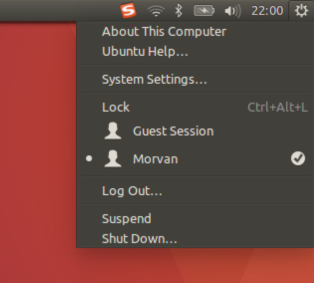 22:00
About This Computer
Ubuntu Help…
System Settings…
Lock Ctrl+Alt+L
Guest Session
Morvan
Log Out…
Suspend
Shut Down…